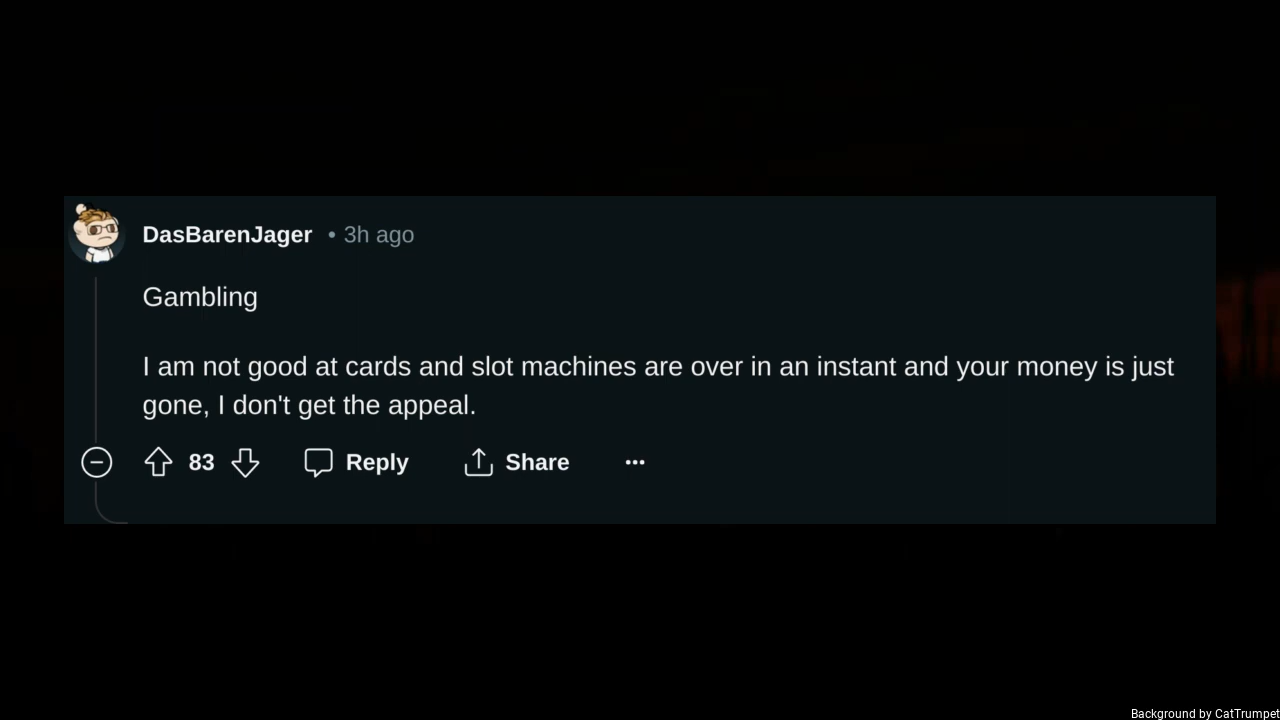 DasBarenJager • 3h ago
Gambling
I am not good at cards and slot machines are over in an instant and your money is just
gone, I don't get the appeal.
83 Reply Share ···
Background by CatTrumpet